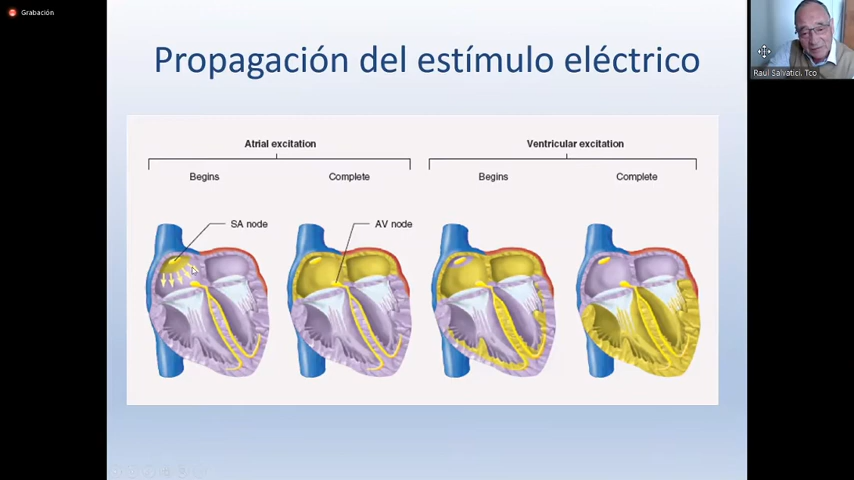 Grabación
Propagación del estímulo eléctrico
Atrial excitation
Ventricular excitation
Begins
Complete
Begins
Complete
SA node
AV node
Raul Salvatici, Tco